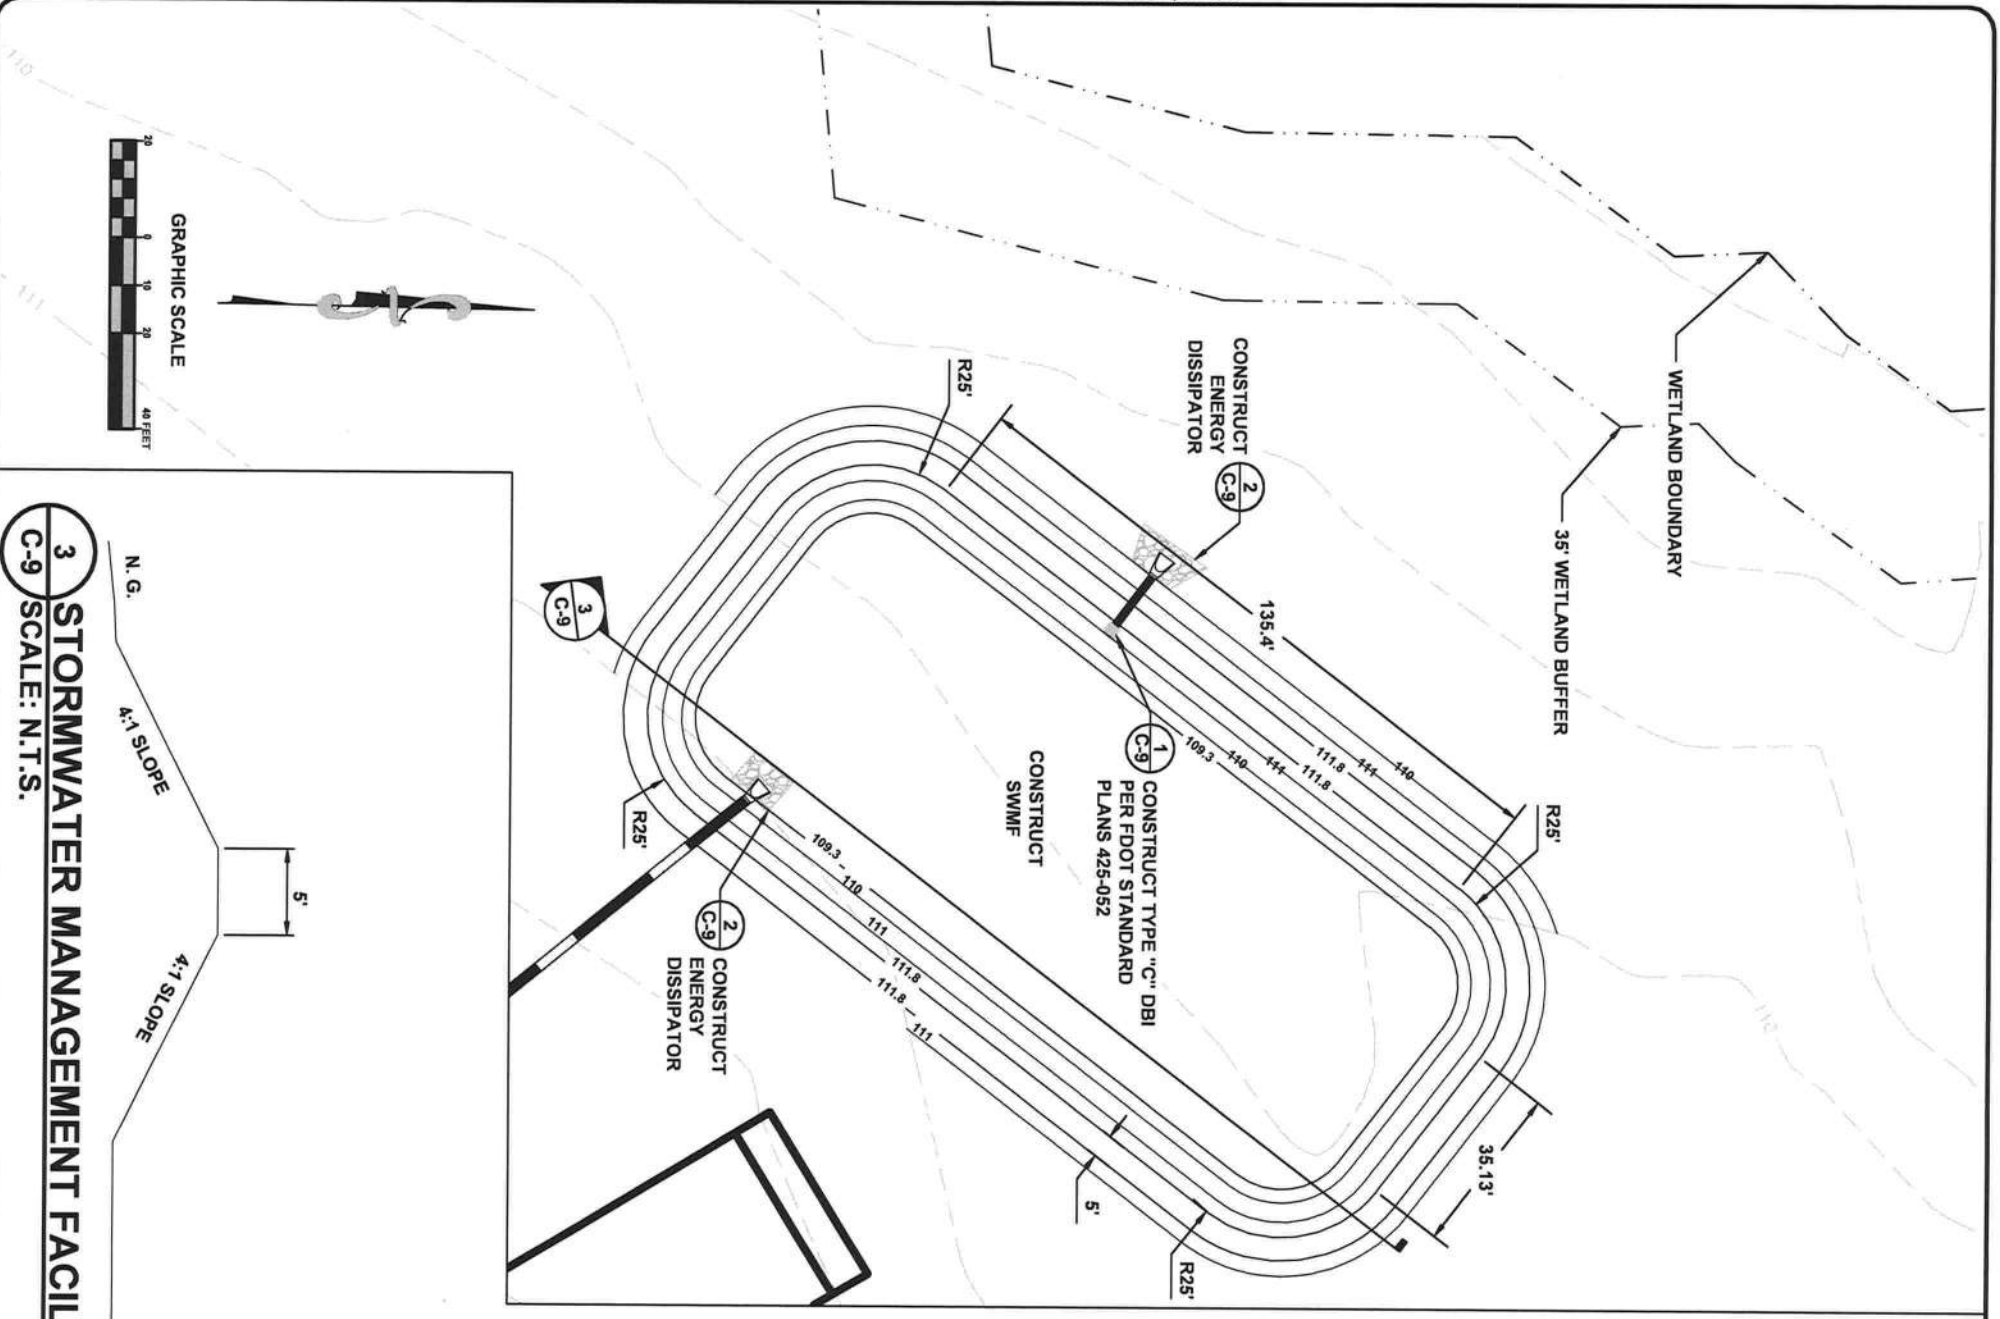 WETLAND BOUNDARY
35' WETLAND BUFFER
CONSTRUCT
ENERGY
DISSIPATOR
2
C-9
R25'
135.4'
R25'
35.13'
110
111
111.8
111.8
111
110
109.3
1
C-9
CONSTRUCT TYPE "C" DBI
PER FDOT STANDARD
PLANS 425-052
CONSTRUCT
SWMF
3
C-9
R25'
109.3
110
111
111.8
111.8
111
2
C-9
CONSTRUCT
ENERGY
DISSIPATOR
5'
R25'
110
111
112
GRAPHIC SCALE
20
0
10
20
40 FEET
N. G.
4:1 SLOPE
5'
4:1 SLOPE
3
C-9
STORMWATER MANAGEMENT FACIL
SCALE: N.T.S.